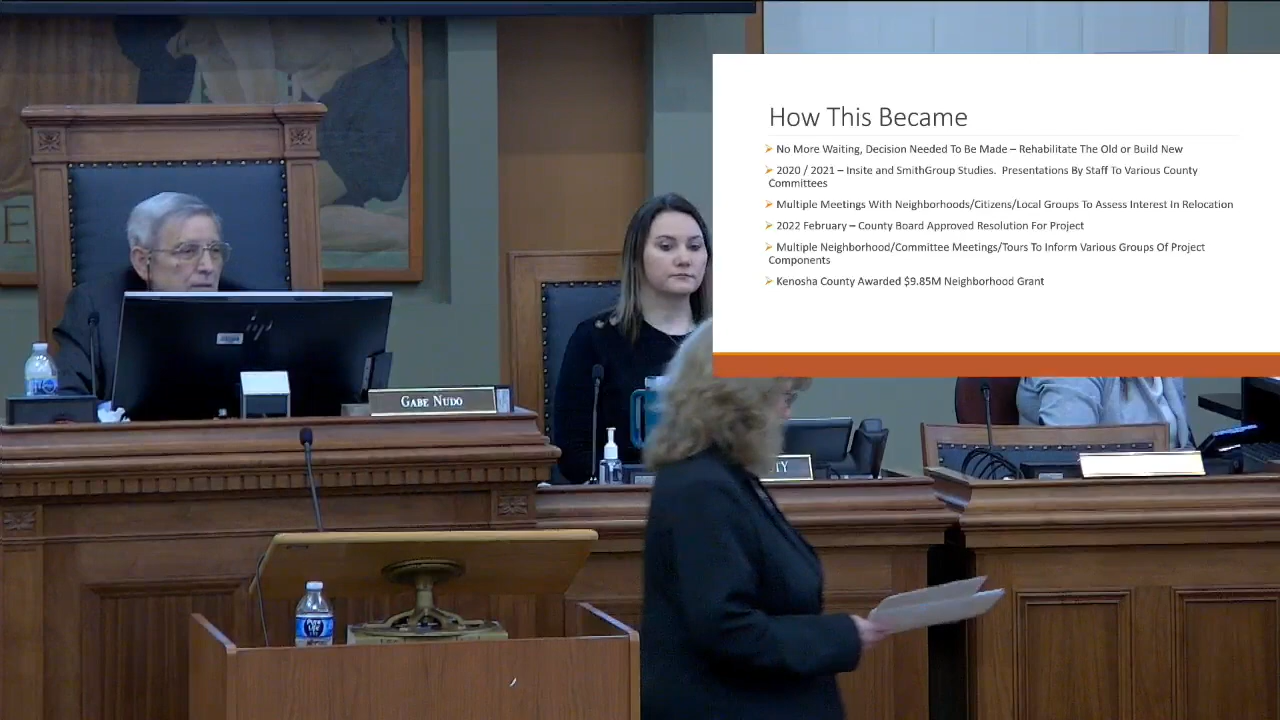 How This Became
No More Waiting, Decision Needed To Be Made – Rehabilitate The Old or Build New
2020 / 2021 – Insite and SmithGroup Studies.  Presentations By Staff To Various County
Committees
Multiple Meetings With Neighborhoods/Citizens/Local Groups To Assess Interest In Relocation
2022 February – County Board Approved Resolution For Project
Multiple Neighborhood/Committee Meetings/Tours To Inform Various Groups Of Project
Components
Kenosha County Awarded $9.85M Neighborhood Grant
E
hp
GABE NUDO
TY